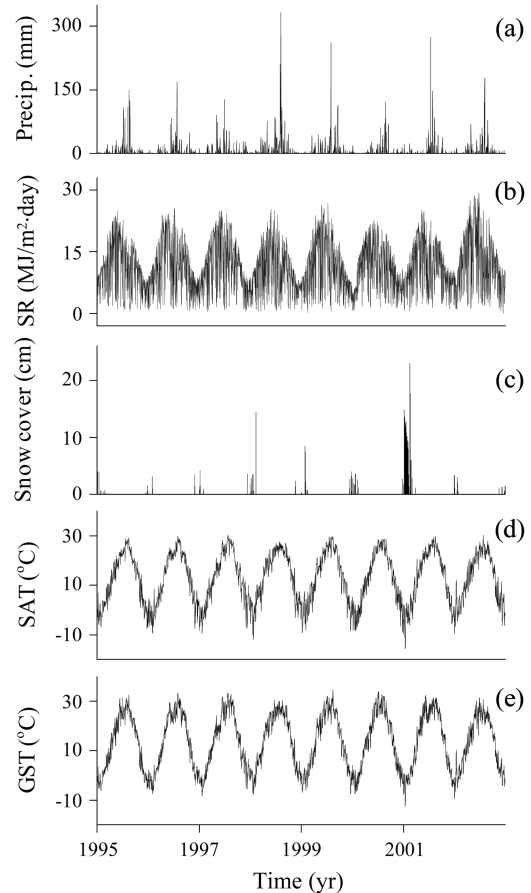 (a)
Precip. (mm)
300
150
0
(b)
SR (MJ/m²·day)
30
15
0
(c)
Snow cover (cm)
20
10
0
(d)
SAT (°C)
30
10
-10
(e)
GST (°C)
30
10
-10
1995 1997 1999 2001
Time (yr)